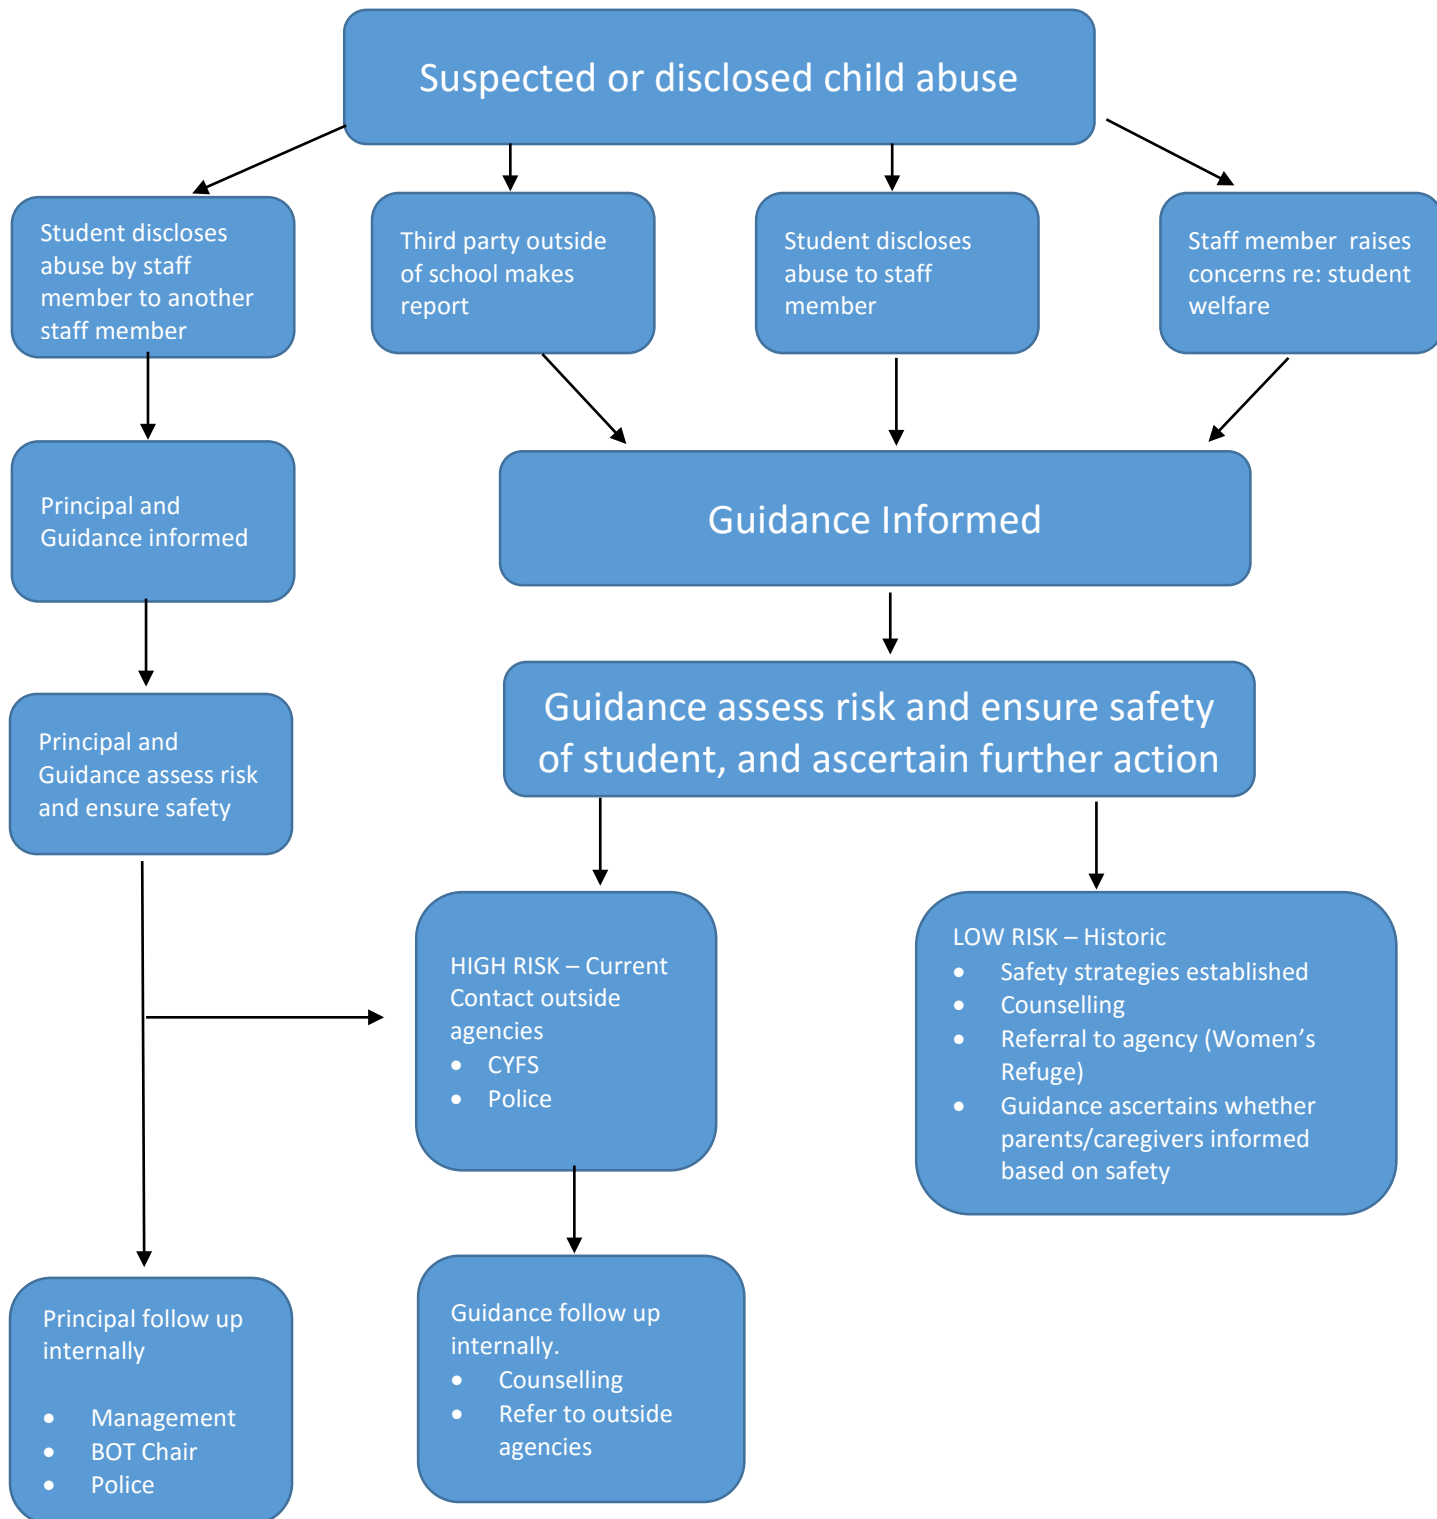 Suspected or disclosed child abuse
Student discloses
abuse by staff
member to another
staff member
Third party outside
of school makes
report
Student discloses
abuse to staff
member
Staff member  raises
concerns re: student
welfare
Principal and
Guidance informed
Guidance Informed
Principal and
Guidance assess risk
and ensure safety
Guidance assess risk and ensure safety
of student, and ascertain further action
HIGH RISK – Current
Contact outside
agencies
• CYFS
• Police
LOW RISK – Historic
• Safety strategies established
• Counselling
• Referral to agency (Women’s
Refuge)
• Guidance ascertains whether
parents/caregivers informed
based on safety
Principal follow up
internally
• Management
• BOT Chair
• Police
Guidance follow up
internally.
• Counselling
• Refer to outside
agencies